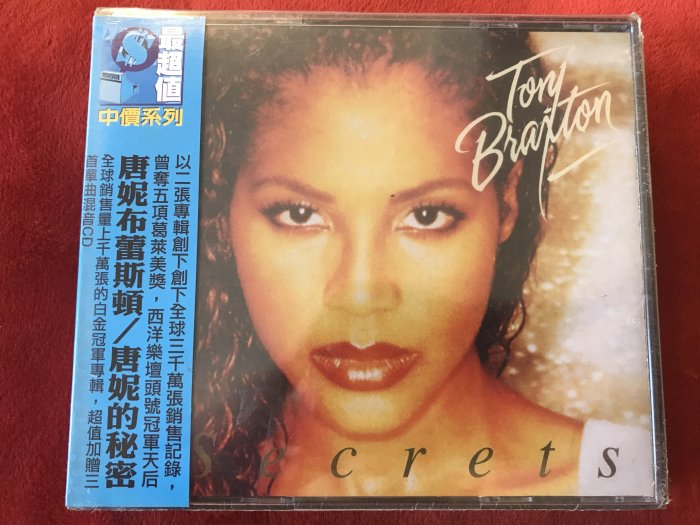 S
最超值
中價系列
以二張專輯創下創下全球三千萬張銷售記錄，
曾奪五項葛萊美獎，西洋樂壇頭號冠軍天后
唐妮布蕾斯頓／唐妮的秘密
全球銷售量上千萬張的白金冠軍專輯，超值加贈三
首單曲混音CD
Toni
Braxton
Secrets